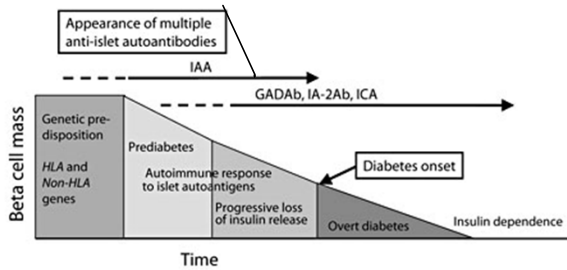 Appearance of multiple
anti-islet autoantibodies
IAA
GADAb, IA-2Ab, ICA
Beta cell mass
Genetic pre-
disposition
HLA and
Non-HLA
genes
Prediabetes
Autoimmune response
to islet autoantigens
Progressive loss
of insulin release
Diabetes onset
Overt diabetes
Insulin dependence
Time